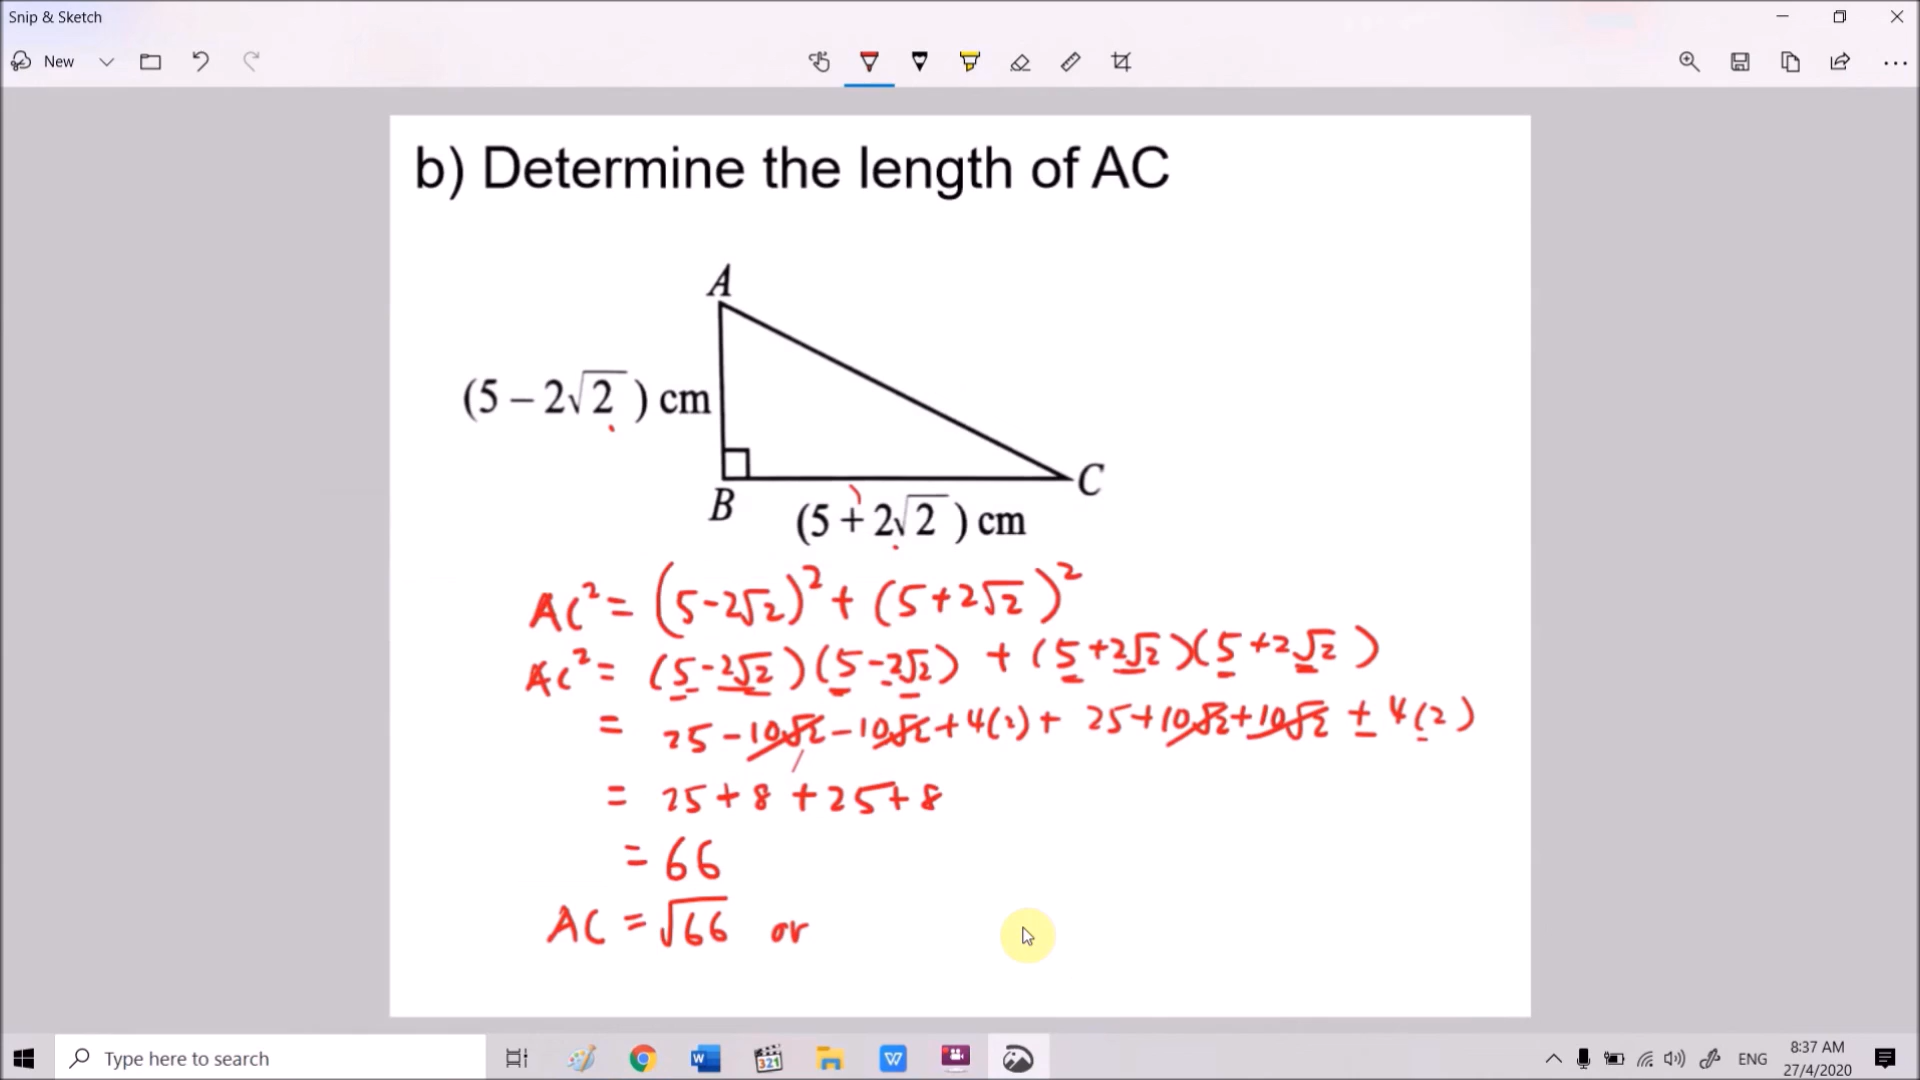 Snip & Sketch
New
b) Determine the length of AC
A
(5 − 2√2 ) cm
B
C
(5 + 2√2 ) cm
AC² = (5-2√2)² + (5+2√2)²
AC² = (5-2√2)(5-2√2) + (5+2√2)(5+2√2)
= 25 - 10√2 - 10√2 + 4(2) + 25 + 10√2 + 10√2 + 4(2)
= 25 + 8 + 25 + 8
= 66
AC = √66 or
Type here to search
321
W
W
ENG
8:37 AM
27/4/2020